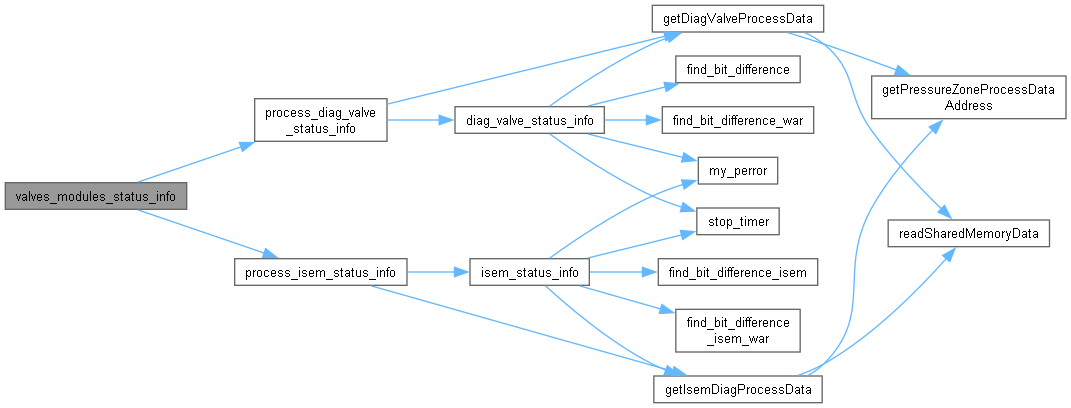 getDiagValveProcessData
find_bit_difference
getPressureZoneProcessData
Address
process_diag_valve
_status_info
diag_valve_status_info
find_bit_difference_war
my_perror
valves_modules_status_info
stop_timer
readSharedMemoryData
process_isem_status_info
isem_status_info
find_bit_difference_isem
find_bit_difference
_isem_war
getIsemDiagProcessData